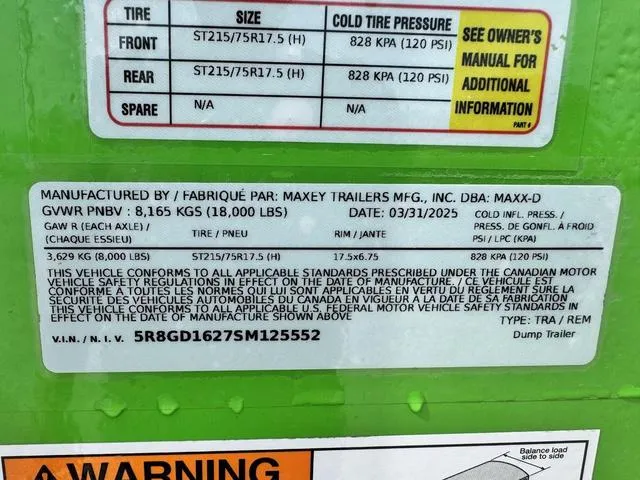 TIRE SIZE COLD TIRE PRESSURE
FRONT ST215/75R17.5 (H) 828 KPA (120 PSI)
REAR ST215/75R17.5 (H) 828 KPA (120 PSI)
SPARE N/A N/A
SEE OWNER'S
MANUAL FOR
ADDITIONAL
INFORMATION
PART #
MANUFACTURED BY / FABRIQUÉ PAR: MAXEY TRAILERS MFG., INC. DBA: MAXX-D
GVWR PNBV : 8,165 KGS (18,000 LBS) DATE: 03/31/2025
GAW R (EACH AXLE) / (CHAQUE ESSIEU) TIRE / PNEU RIM / JANTE COLD INFL. PRESS. / PRESS. DE GONFL. À FROID PSI / LPC (KPA)
3,629 KG (8,000 LBS) ST215/75R17.5 (H) 17.5x6.75 828 KPA (120 PSI)
THIS VEHICLE CONFORMS TO ALL APPLICABLE STANDARDS PRESCRIBED UNDER THE CANADIAN MOTOR
VEHICLE SAFETY REGULATIONS IN EFFECT ON THE DATE OF MANUFACTURE. / CE VÉHICULE EST
CONFORME À TOUTES LES NORMES QUI LUI SONT APPLICABLES EN VERTU DU RÈGLEMENT SUR LA
SÉCURITÉ DES VÉHICULES AUTOMOBILES DU CANADA EN VIGUEUR À LA DATE DE SA FABRICATION
THIS VEHICLE CONFORMS TO ALL APPLICABLE U.S. FEDERAL MOTOR VEHICLE SAFETY STANDARDS IN
EFFECT ON THE DATE OF MANUFACTURE SHOWN ABOVE
TYPE: TRA / REM
V.I.N. / N. I. V. 5R8GD1627SM125552 Dump Trailer
WARNING
Balance load
side to side